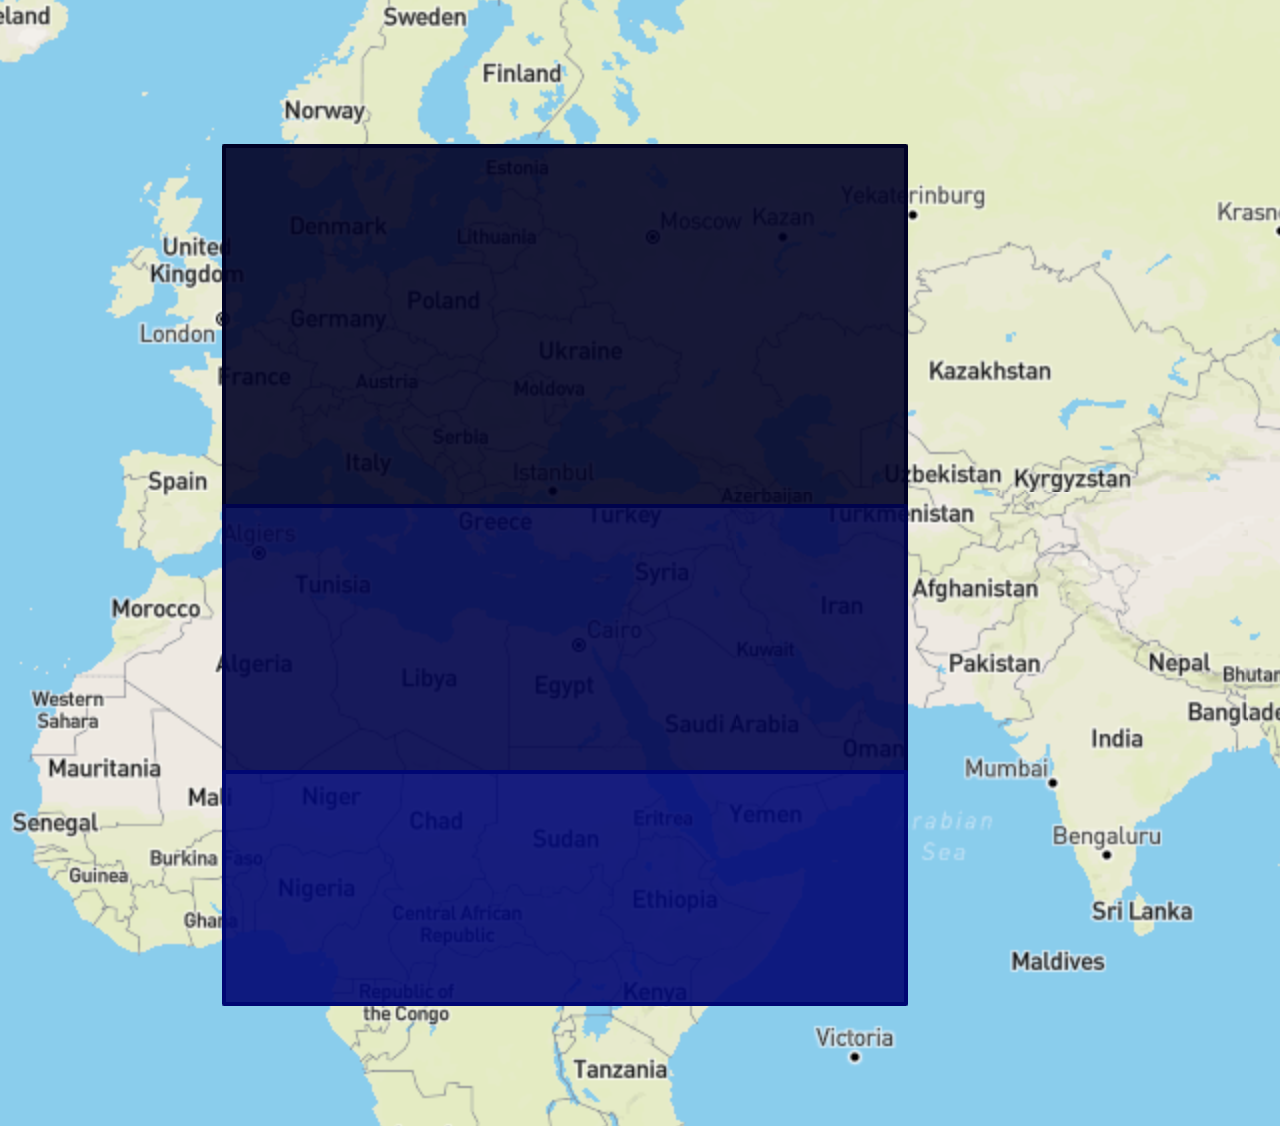 eland
Sweden
Finland
Norway
Estonia
Yekaterinburg
Denmark
Moscow
Kazan
Krasn
Lithuania
United
Kingdom
Poland
London
Germany
Ukraine
France
Austria
Moldova
Kazakhstan
Serbia
Italy
Istanbul
Spain
Uzbekistan
Kyrgyzstan
Azerbaijan
Greece
Turkey
Turkmenistan
Algiers
Syria
Tunisia
Afghanistan
Morocco
Iran
Cairo
Kuwait
Algeria
Pakistan
Nepal
Bhutan
Libya
Egypt
Western
Sahara
Saudi Arabia
Banglade
India
Oman
Mauritania
Mumbai
Mali
Niger
Senegal
Chad
Eritrea
Yemen
rabian
Sea
Sudan
Bengaluru
Burkina Faso
Guinea
Nigeria
Ethiopia
Ghana
Central African
Republic
Sri Lanka
Maldives
Republic of
the Congo
Kenya
Victoria
Tanzania